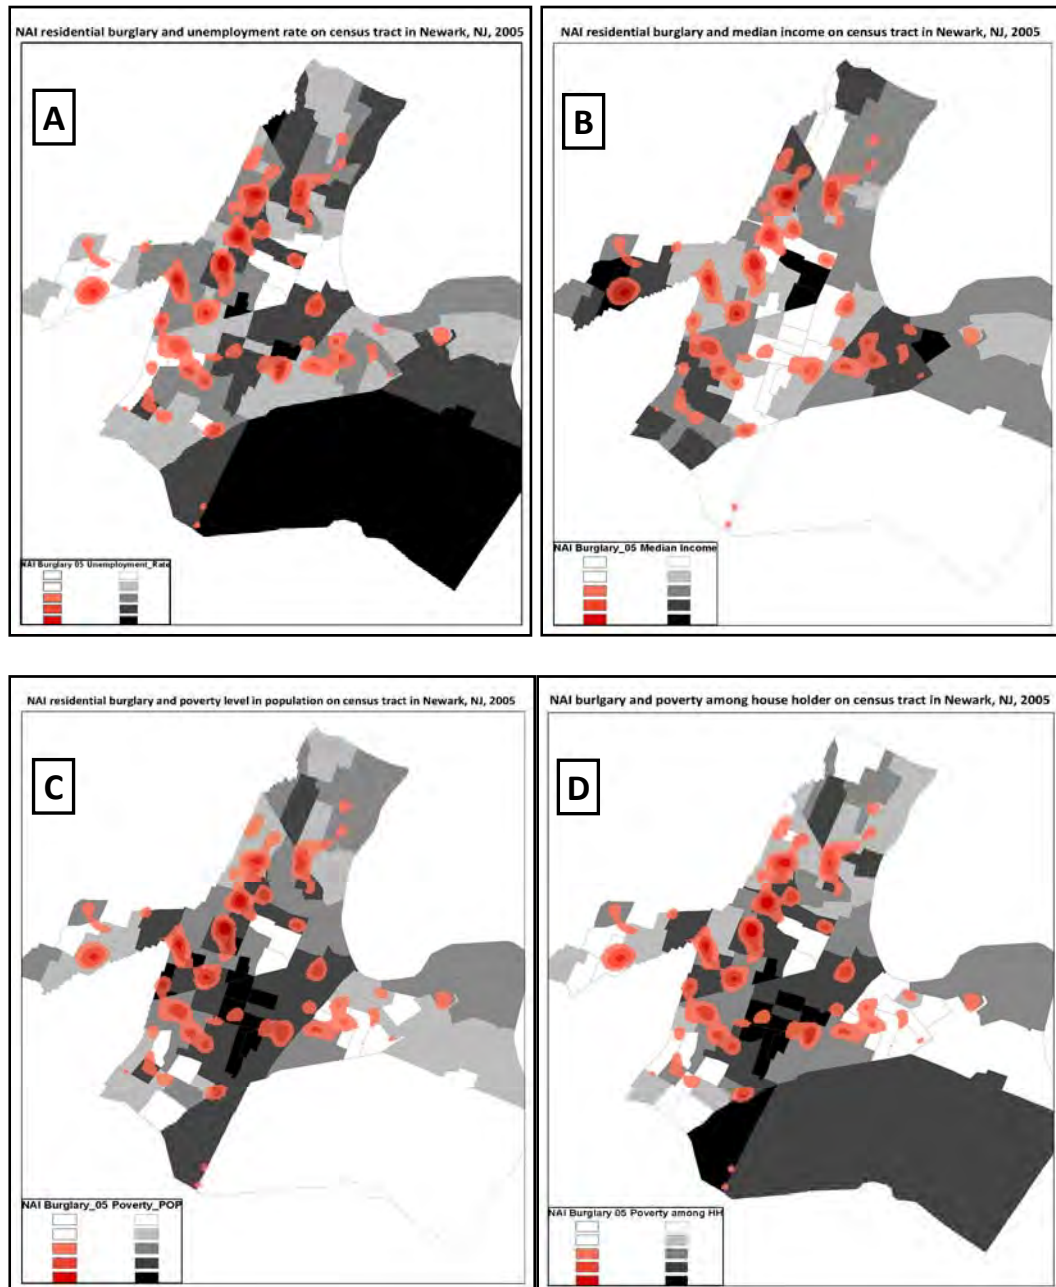 NAI residential burglary and unemployment rate on census tract in Newark, NJ, 2005
A
NAI Burglary 05 Unemployment_Rate
NAI residential burglary and median income on census tract in Newark, NJ, 2005
B
NAI Burglary_05 Median Income
NAI residential burglary and poverty level in population on census tract in Newark, NJ, 2005
C
NAI Burglary_05 Poverty_POP
NAI burlgary and poverty among house holder on census tract in Newark, NJ, 2005
D
NAI Burglary 05 Poverty among HH